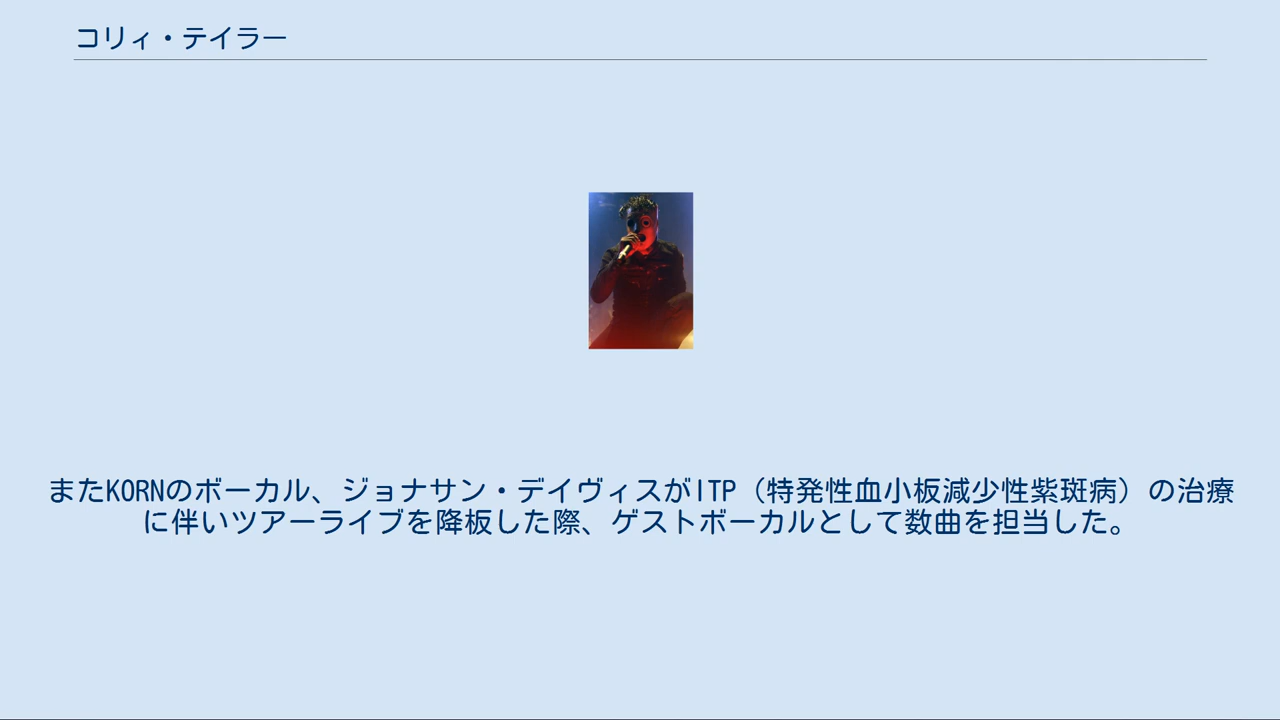 コリィ・テイラー
またKORNのボーカル、ジョナサン・デイヴィスがITP（特発性血小板減少性紫斑病）の治療
に伴いツアーライブを降板した際、ゲストボーカルとして数曲を担当した。